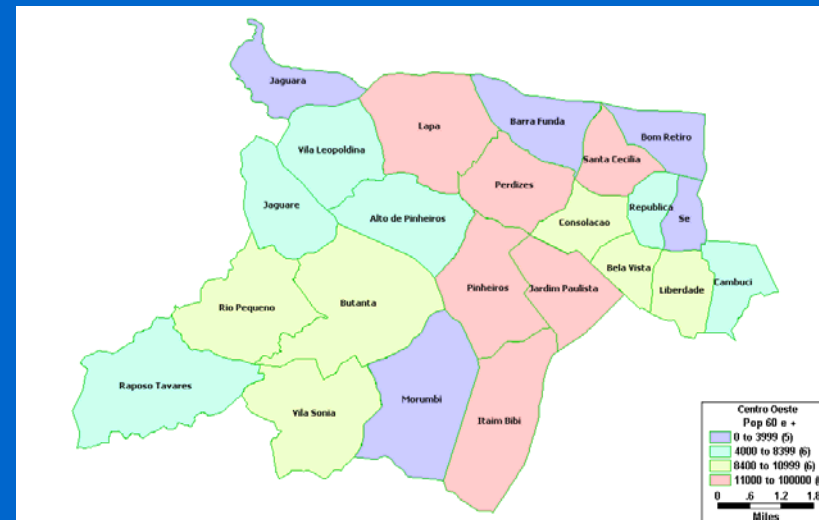 Jaguara
Lapa
Barra Funda
Bom Retiro
Vila Leopoldina
Santa Cecilia
Perdizes
Jaguare
Alto de Pinheiros
Republica
Se
Consolacao
Bela Vista
Pinheiros
Jardim Paulista
Liberdade
Cambuci
Rio Pequeno
Butanta
Raposo Tavares
Morumbi
Vila Sonia
Itaim Bibi
Centro Oeste
Pop 60 e +
0 to 3999 (5)
4000 to 8399 (6)
8400 to 10999 (6)
11000 to 100000
0 .6 1.2 1.8
Miles